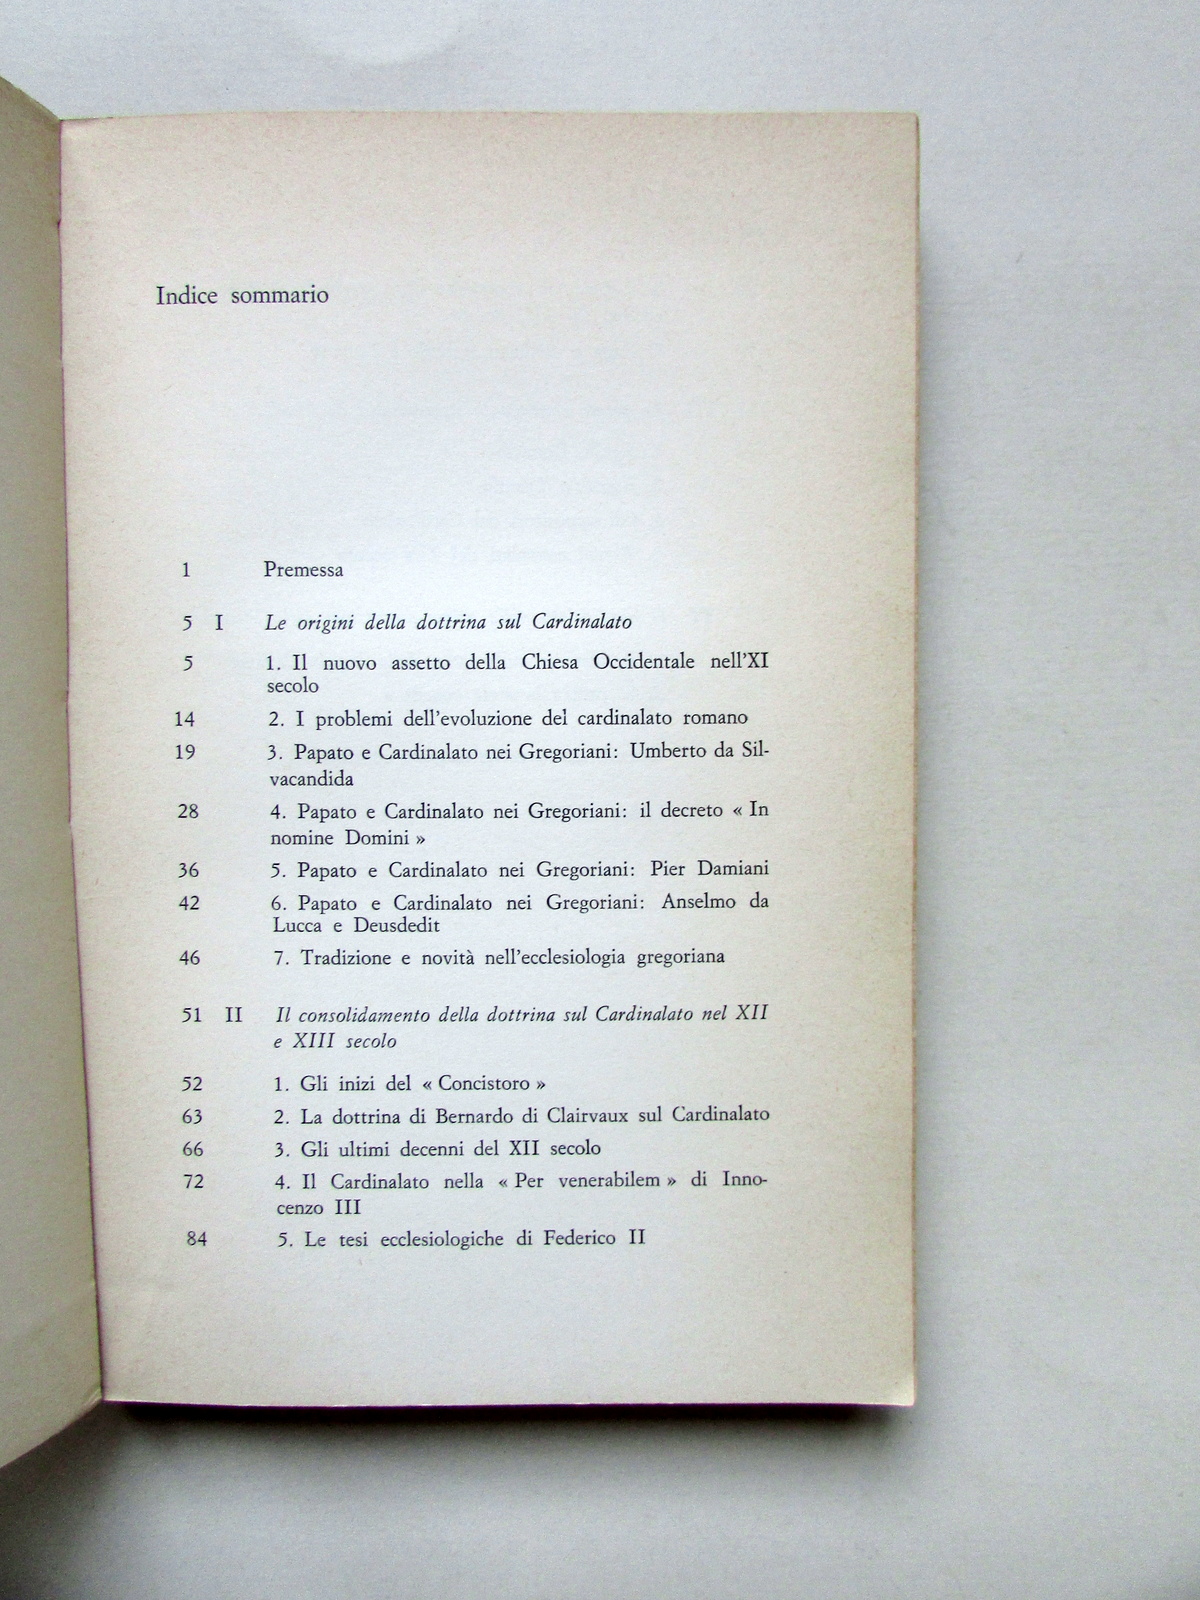 Indice sommario
1 Premessa
5 I Le origini della dottrina sul Cardinalato
5 1. Il nuovo assetto della Chiesa Occidentale nell'XI
secolo
14 2. I problemi dell'evoluzione del cardinalato romano
19 3. Papato e Cardinalato nei Gregoriani: Umberto da Sil-
vacandida
28 4. Papato e Cardinalato nei Gregoriani: il decreto « In
nomine Domini »
36 5. Papato e Cardinalato nei Gregoriani: Pier Damiani
42 6. Papato e Cardinalato nei Gregoriani: Anselmo da
Lucca e Deusdedit
46 7. Tradizione e novità nell'ecclesiologia gregoriana
51 II Il consolidamento della dottrina sul Cardinalato nel XII
e XIII secolo
52 1. Gli inizi del « Concistoro »
63 2. La dottrina di Bernardo di Clairvaux sul Cardinalato
66 3. Gli ultimi decenni del XII secolo
72 4. Il Cardinalato nella « Per venerabilem » di Inno-
cenzo III
84 5. Le tesi ecclesiologiche di Federico II